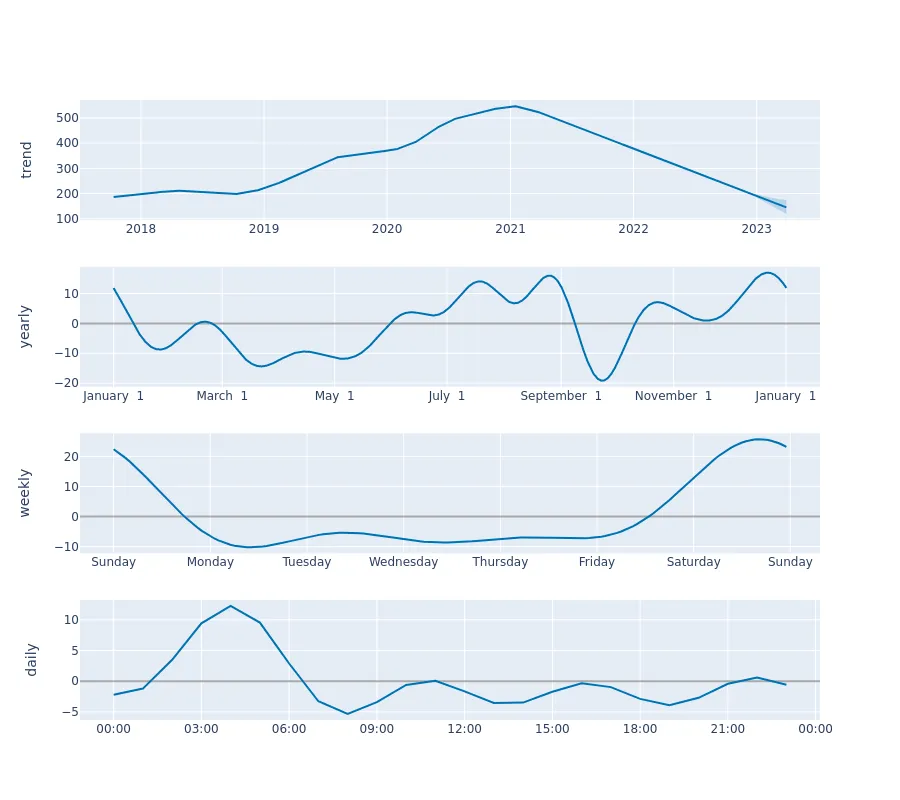 trend
500
400
300
200
100
2018 2019 2020 2021 2022 2023
yearly
10
0
−10
−20
January 1 March 1 May 1 July 1 September 1 November 1 January 1
weekly
20
10
0
−10
Sunday Monday Tuesday Wednesday Thursday Friday Saturday Sunday
daily
10
5
0
−5
00:00 03:00 06:00 09:00 12:00 15:00 18:00 21:00 00:00